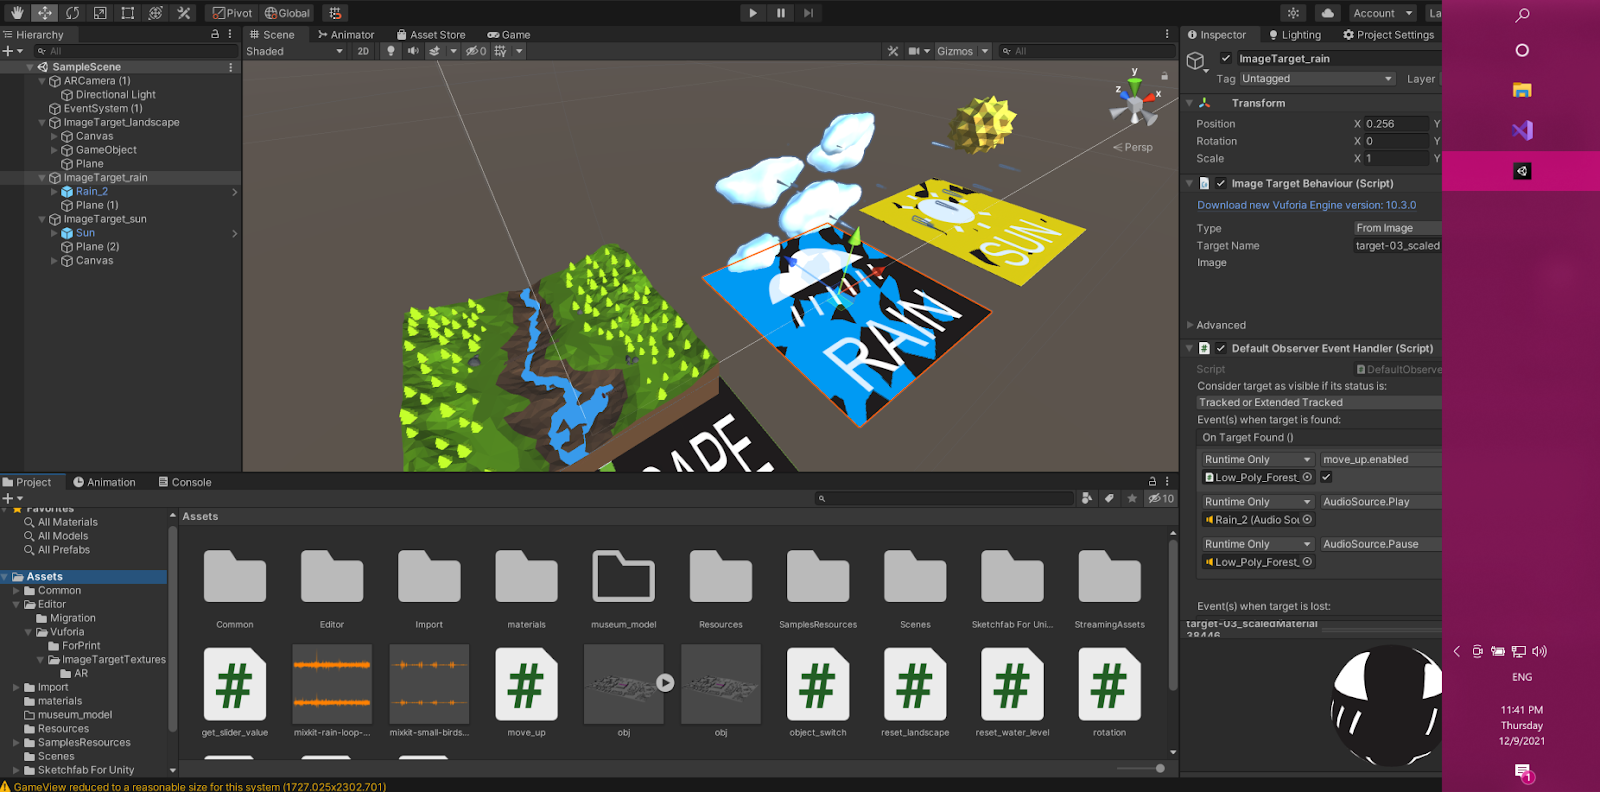 Pivot Global Account La
Hierarchy Scene Animator Asset Store Game Inspector Lighting Project Settings
All Shaded 2D 0 Gizmos All ImageTarget_rain
SampleScene
Tag Untagged Layer
ARCamera (1)
Directional Light
EventSystem (1)
ImageTarget_landscape
Canvas
GameObject
Plane
ImageTarget_rain
Rain_2
Plane (1)
ImageTarget_sun
Sun
Plane (2)
Canvas
y
z
x
Persp
SUN
RAIN
DAPE
Transform
Position X 0.256 Y
Rotation X 0 Y
Scale X 1 Y
Image Target Behaviour (Script)
Download new Vuforia Engine version: 10.3.0
Type From Image
Target Name target-03_scaled
Image
Advanced
Default Observer Event Handler (Script)
Script DefaultObserve
Consider target as visible if its status is:
Tracked or Extended Tracked
Event(s) when target is found:
On Target Found ()
Runtime Only move_up.enabled
Low_Poly_Forest_
Runtime Only AudioSource.Play
Rain_2 (Audio Sou
Runtime Only AudioSource.Pause
Low_Poly_Forest_
Event(s) when target is lost:
target-03_scaledMaterial
38446
Project Animation Console
10
Favorites
All Materials
All Models
All Prefabs
Assets
Common
Editor
Migration
Vuforia
ForPrint
ImageTargetTextures
AR
Import
materials
museum_model
Resources
SamplesResources
Scenes
Sketchfab For Unity
Assets
Common Editor Import materials museum_model Resources SamplesResources Scenes Sketchfab For Uni... StreamingAssets
get_slider_value mixkit-rain-loop-... mixkit-small-birds... move_up obj obj object_switch reset_landscape reset_water_level rotation
GameView reduced to a reasonable size for this system (1727.025x2302.701)
ENG
11:41 PM
Thursday
12/9/2021
1